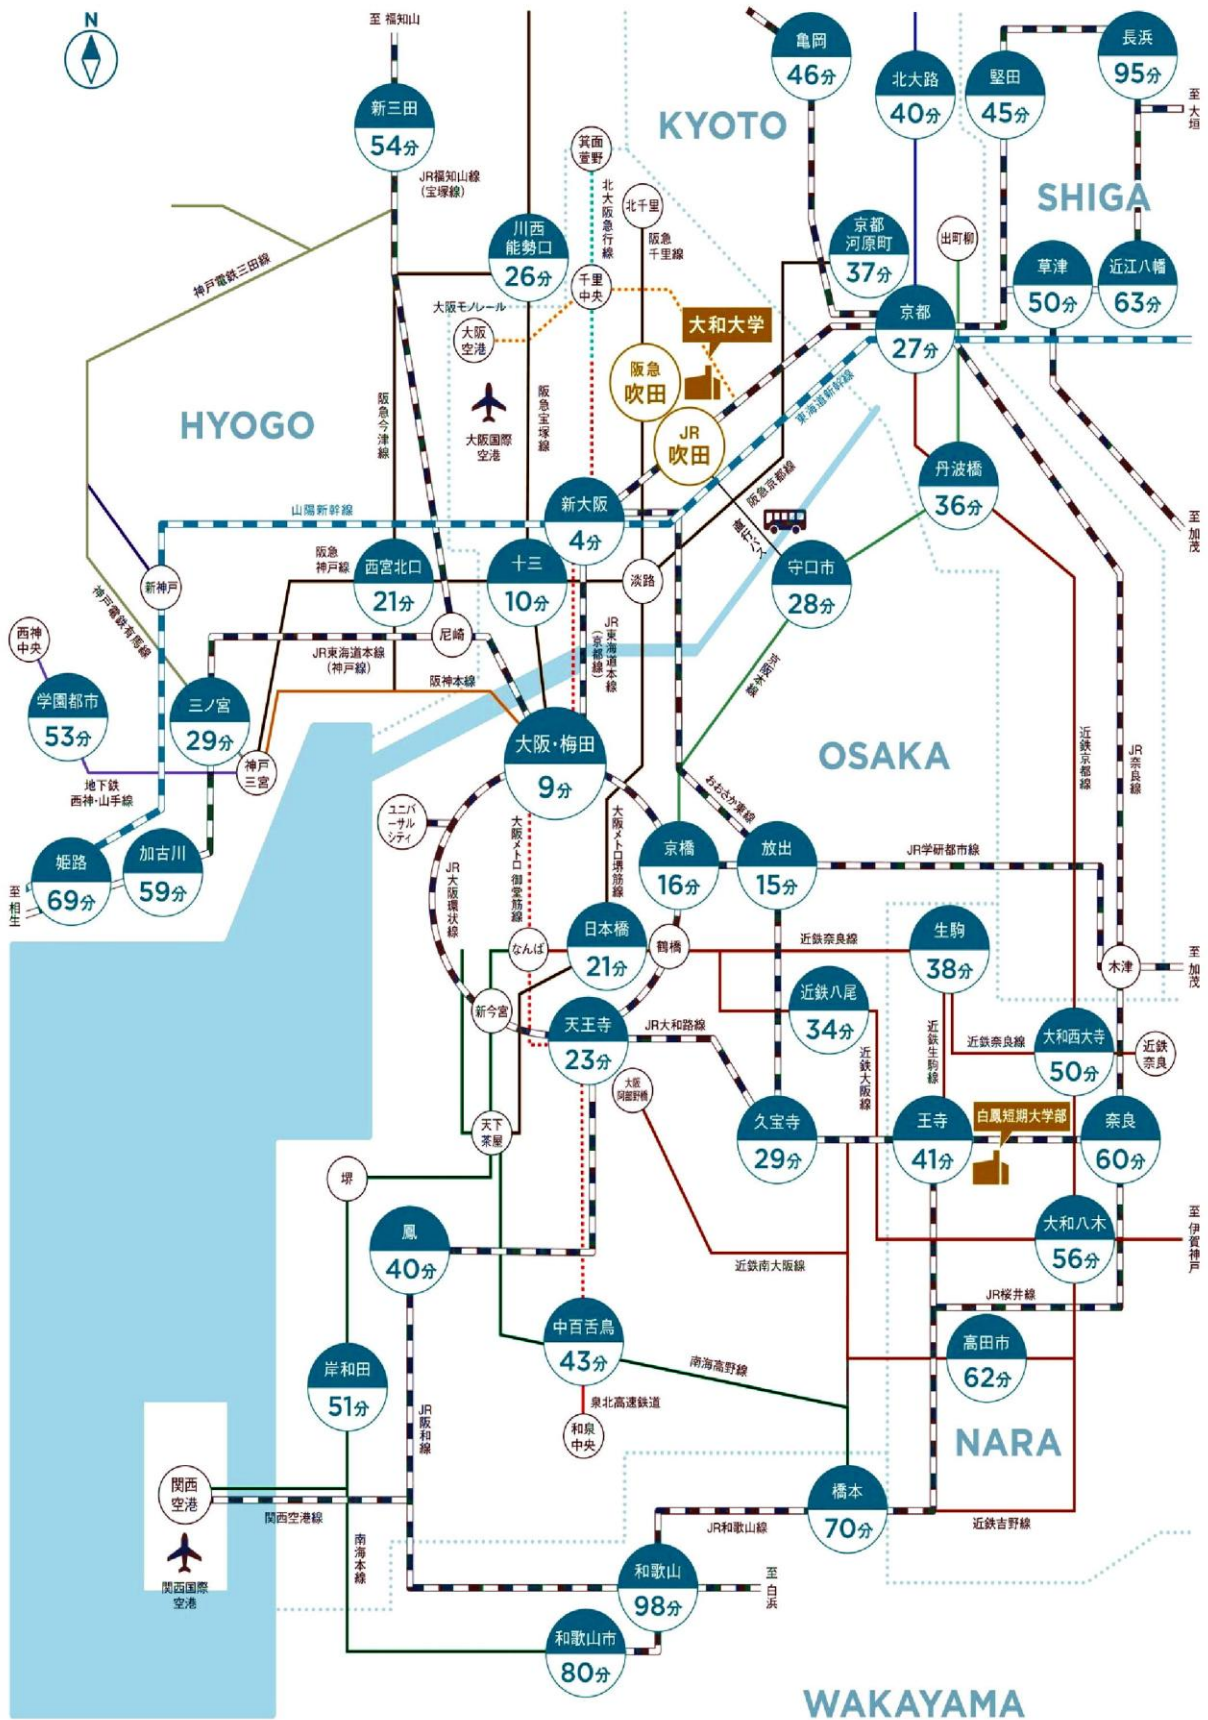 N
至 福知山
亀岡
46分
北大路
40分
堅田
45分
長浜
95分
至 大垣
新三田
54分
KYOTO
箕面
萱野
JR福知山線
(宝塚線)
北大阪急行線
北千里
SHIGA
川西
能勢口
26分
阪急
千里線
京都
河原町
37分
出町柳
草津
50分
近江八幡
63分
神戸電鉄三田線
千里
中央
大阪モノレール
大阪
空港
大和大学
京都
27分
阪急
吹田
阪急今津線
大阪国際
空港
阪急宝塚線
東海道新幹線
HYOGO
JR
吹田
丹波橋
36分
阪急京都線
新大阪
4分
山陽新幹線
直行バス
至 加茂
阪急
神戸線
西宮北口
21分
十三
10分
淡路
守口市
28分
新神戸
神戸電鉄有馬線
西神
中央
JR東海道本線
(神戸線)
尼崎
JR東海道本線
(京都線)
京阪本線
学園都市
53分
三ノ宮
29分
阪神本線
大阪・梅田
9分
OSAKA
近鉄京都線
JR奈良線
神戸
三宮
地下鉄
西神・山手線
ユニバ
ーサル
シティ
おおさか東線
大阪メトロ 御堂筋線
大阪メトロ堺筋線
姫路
69分
加古川
59分
至 相生
京橋
16分
放出
15分
JR学研都市線
JR大阪環状線
日本橋
21分
なんば
鶴橋
近鉄奈良線
生駒
38分
木津
至 加茂
新今宮
天王寺
23分
JR大和路線
近鉄八尾
34分
近鉄生駒線
近鉄奈良線
大和西大寺
50分
近鉄
奈良
大阪
阿部野橋
近鉄大阪線
天下
茶屋
久宝寺
29分
王寺
41分
白鳳短期大学部
奈良
60分
堺
鳳
40分
近鉄南大阪線
大和八木
56分
至 伊賀神戸
JR桜井線
中百舌鳥
43分
南海高野線
高田市
62分
岸和田
51分
泉北高速鉄道
和泉
中央
JR阪和線
NARA
関西
空港
関西空港線
橋本
70分
JR和歌山線
近鉄吉野線
関西国際
空港
南海本線
和歌山
98分
至 白浜
和歌山市
80分
WAKAYAMA